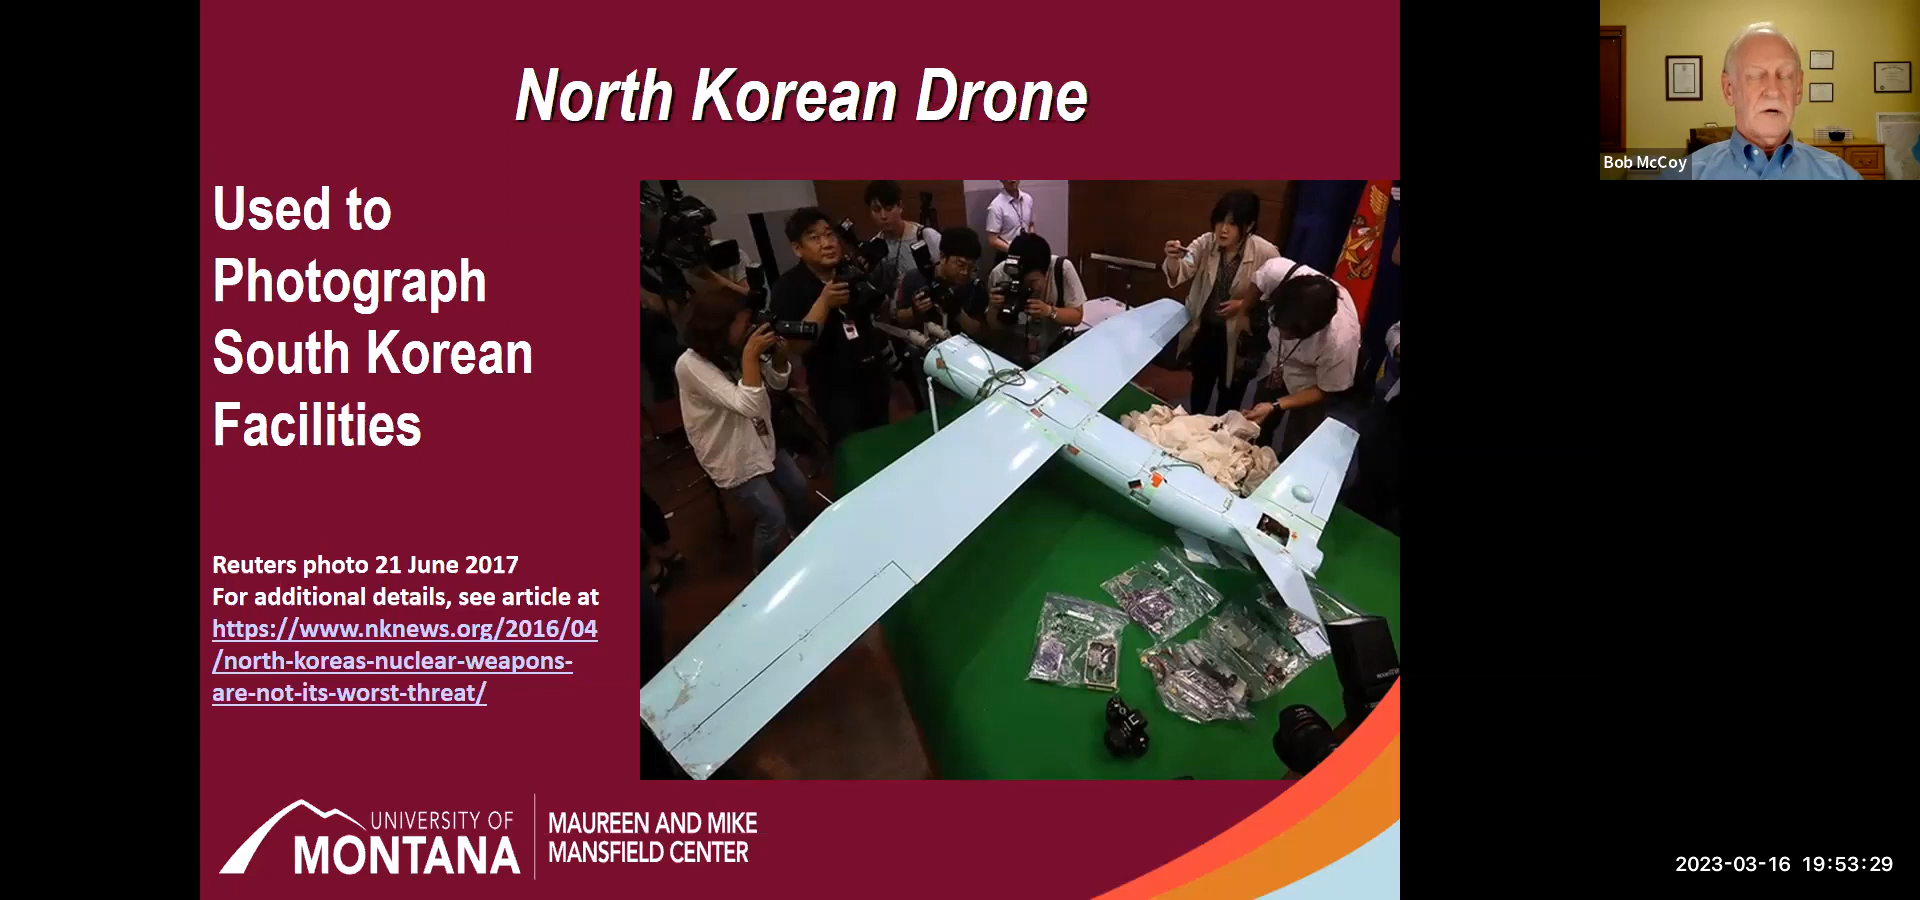 North Korean Drone
Bob McCoy
Used to
Photograph
South Korean
Facilities
Reuters photo 21 June 2017
For additional details, see article at
https://www.nknews.org/2016/04
/north-koreas-nuclear-weapons-
are-not-its-worst-threat/
UNIVERSITY OF
MONTANA
MAUREEN AND MIKE
MANSFIELD CENTER
2023-03-16 19:53:29